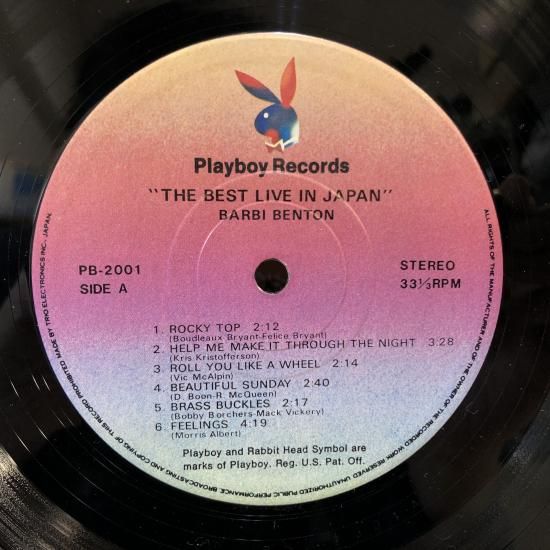 Playboy Records
"THE BEST LIVE IN JAPAN"
BARBI BENTON
PB-2001
SIDE A
STEREO
33⅓RPM
1. ROCKY TOP 2:12
(Boudleaux Bryant-Felice Bryant)
2. HELP ME MAKE IT THROUGH THE NIGHT 3:28
(Kris Kristofferson)
3. ROLL YOU LIKE A WHEEL 2:14
(Vic McAlpin)
4. BEAUTIFUL SUNDAY 2:40
(D. Boon-R. McQueen)
5. BRASS BUCKLES 2:17
(Bobby Borchers-Mack Vickery)
6. FEELINGS 4:19
(Morris Albert)
Playboy and Rabbit Head Symbol are
marks of Playboy. Reg. U.S. Pat. Off.
ALL RIGHTS OF THE MANUFACTURER AND OF THE OWNER OF THE RECORDED WORK RESERVED UNAUTHORIZED PUBLIC PERFORMANCE BROADCASTING AND COPYING OF THIS RECORD PROHIBITED MADE BY TRIO ELECTRONICS INC., JAPAN.